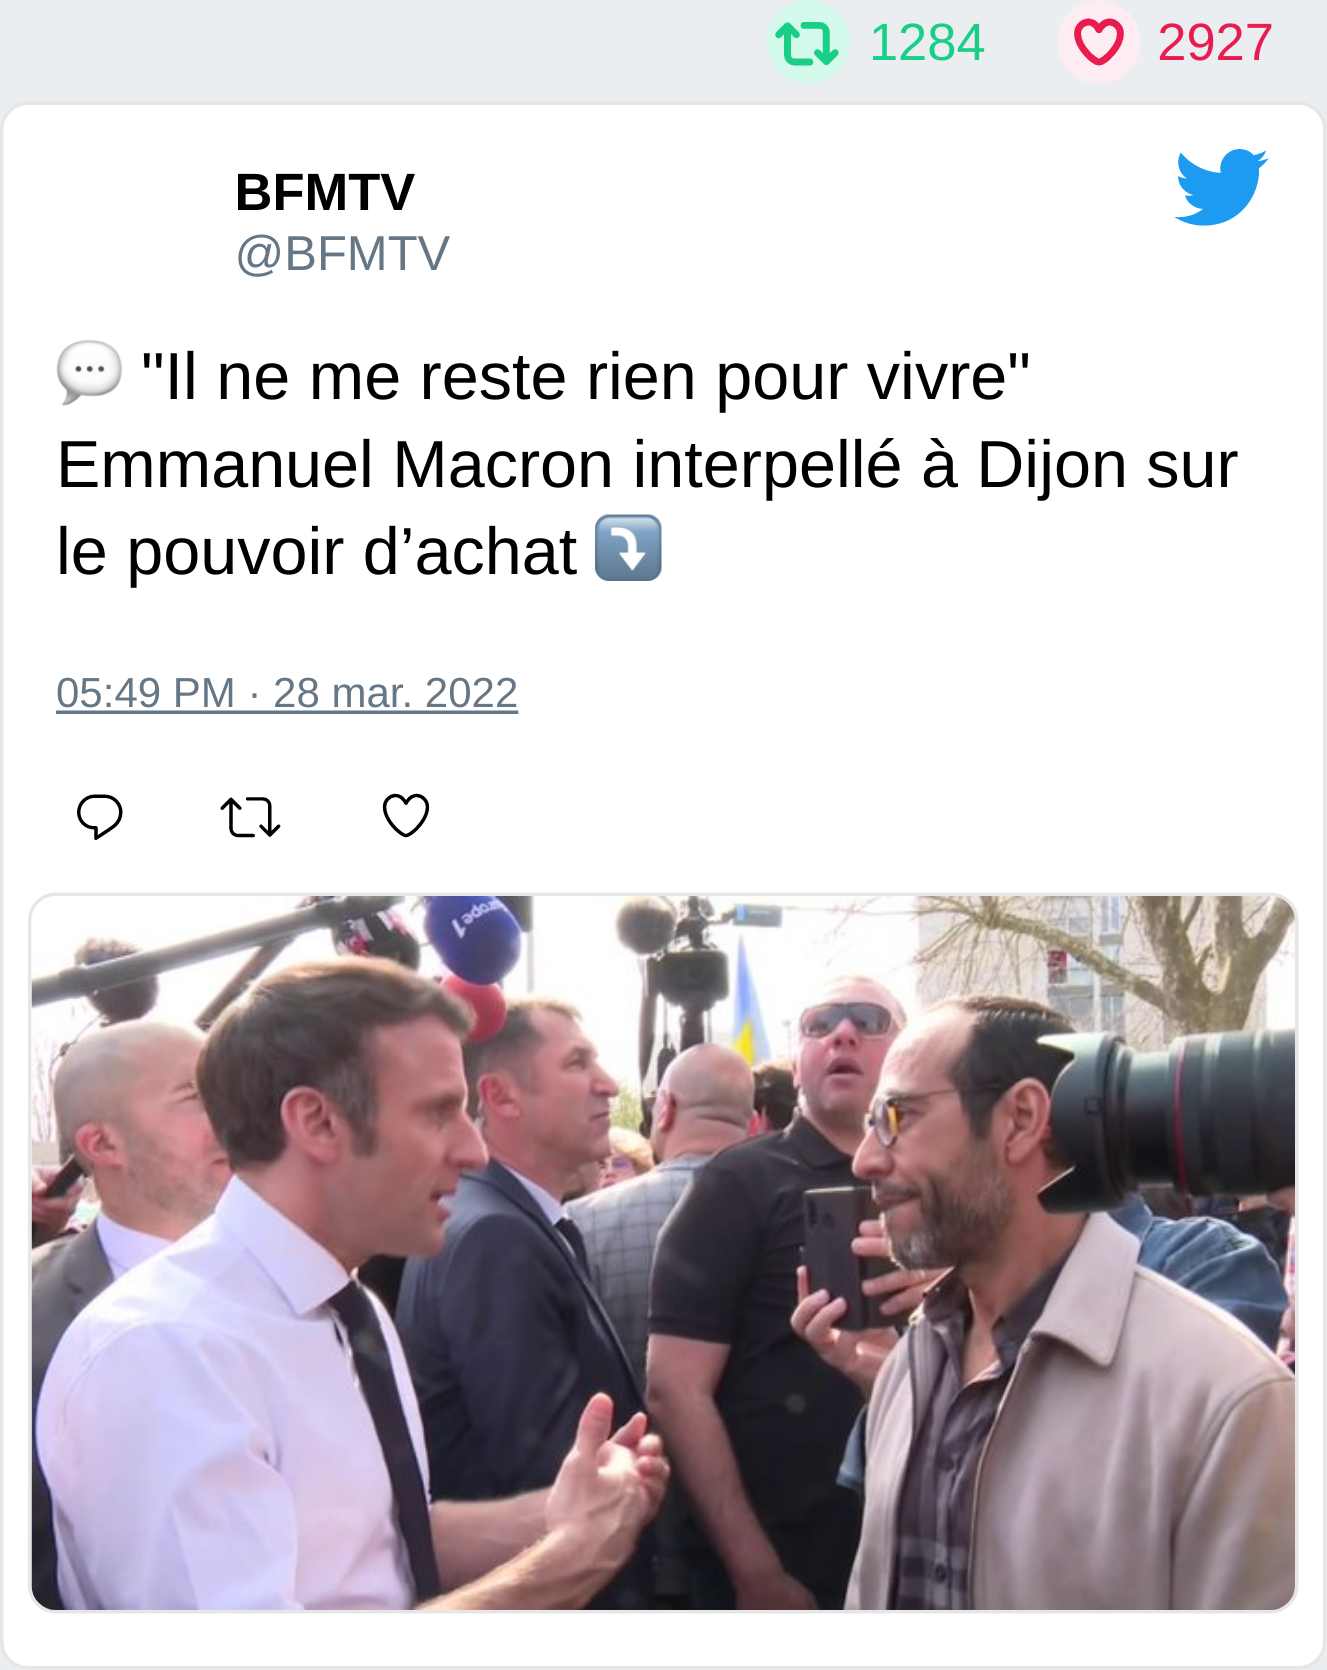 1284 2927
BFMTV
@BFMTV
💬 "Il ne me reste rien pour vivre"
Emmanuel Macron interpellé à Dijon sur
le pouvoir d’achat ⤵️
05:49 PM · 28 mar. 2022
europe1